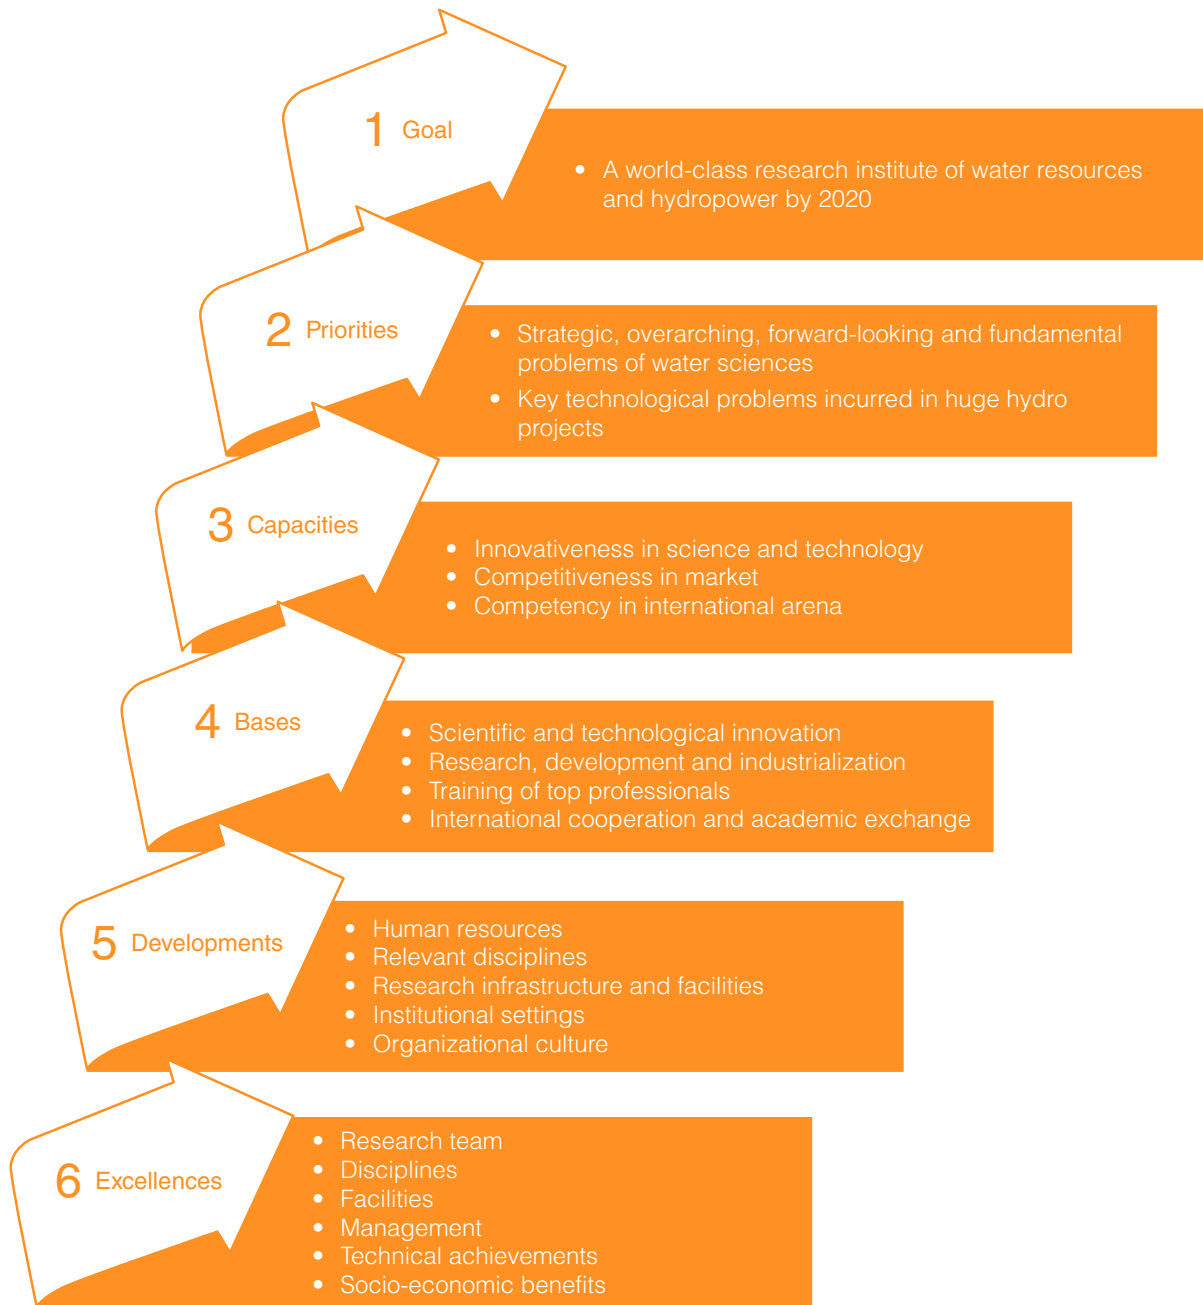 1 Goal
• A world-class research institute of water resources
and hydropower by 2020
2 Priorities
• Strategic, overarching, forward-looking and fundamental
problems of water sciences
• Key technological problems incurred in huge hydro
projects
3 Capacities
• Innovativeness in science and technology
• Competitiveness in market
• Competency in international arena
4 Bases
• Scientific and technological innovation
• Research, development and industrialization
• Training of top professionals
• International cooperation and academic exchange
5 Developments
• Human resources
• Relevant disciplines
• Research infrastructure and facilities
• Institutional settings
• Organizational culture
6 Excellences
• Research team
• Disciplines
• Facilities
• Management
• Technical achievements
• Socio-economic benefits